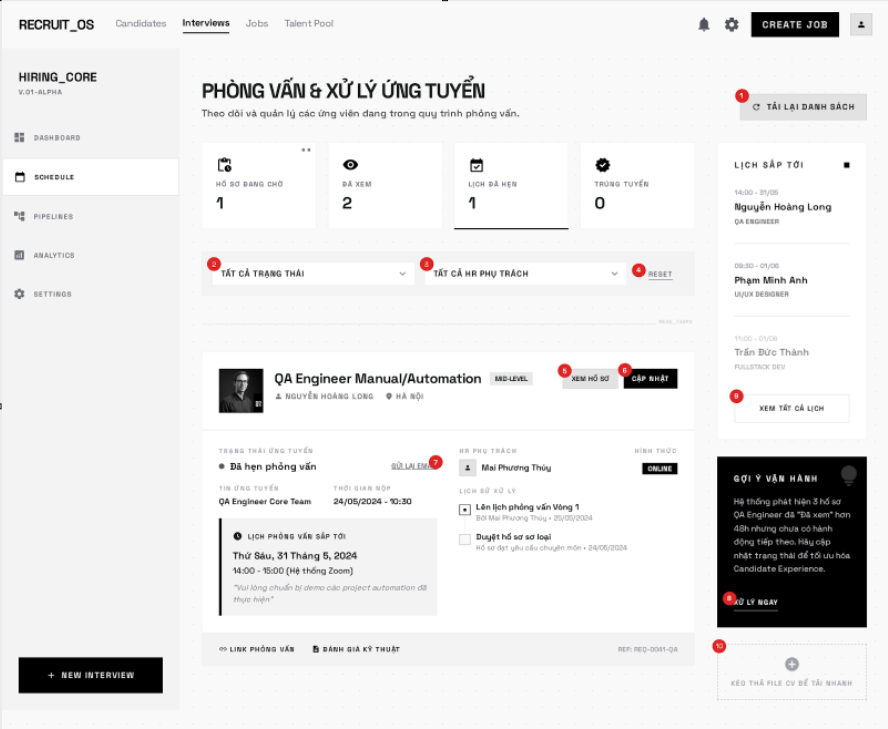 RECRUIT_OS
Candidates
Interviews
Jobs
Talent Pool
CREATE JOB
HIRING_CORE
V.01-ALPHA
DASHBOARD
SCHEDULE
PIPELINES
ANALYTICS
SETTINGS
NEW INTERVIEW
PHÒNG VẤN & XỬ LÝ ỨNG TUYỂN
Theo dõi và quản lý các ứng viên đang trong quy trình phỏng vấn.
1
TẢI LẠI DANH SÁCH
HỒ SƠ ĐANG CHỜ
1
ĐÃ XEM
2
LỊCH ĐÃ HẸN
1
TRÚNG TUYỂN
0
2
TẤT CẢ TRẠNG THÁI
3
TẤT CẢ HR PHỤ TRÁCH
4
RESET
QA Engineer Manual/Automation
MID-LEVEL
NGUYỄN HOÀNG LONG
HÀ NỘI
5
XEM HỒ SƠ
6
CẬP NHẬT
TRẠNG THÁI ỨNG TUYỂN
Đã hẹn phỏng vấn
GỬI LẠI
7
TIN ỨNG TUYỂN
THỜI GIAN NỘP
QA Engineer Core Team
24/05/2024 - 10:30
LỊCH PHỎNG VẤN SẮP TỚI
Thứ Sáu, 31 Tháng 5, 2024
14:00 - 15:00 (Hệ thống Zoom)
"Vui lòng chuẩn bị demo các project automation đã
thực hiện"
HR PHỤ TRÁCH
HÌNH THỨC
Mai Phương Thúy
ONLINE
LỊCH SỬ XỬ LÝ
Lên lịch phỏng vấn Vòng 1
Bởi Mai Phương Thúy • 25/05/2024
Duyệt hồ sơ sơ loại
Hồ sơ đạt yêu cầu chuyên môn • 24/05/2024
LINK PHỎNG VẤN
ĐÁNH GIÁ KỸ THUẬT
REF: REQ-0041-QA
LỊCH SẮP TỚI
14:00 - 31/05
Nguyễn Hoàng Long
QA ENGINEER
09:30 - 01/06
Phạm Minh Anh
UI/UX DESIGNER
11:00 - 01/06
Trần Đức Thành
FULLSTACK DEV
9
XEM TẤT CẢ LỊCH
GỢI Ý VẬN HÀNH
Hệ thống phát hiện 3 hồ sơ
QA Engineer đã "Đã xem" hơn
48h nhưng chưa có hành
động tiếp theo. Hãy cập
nhật trạng thái để tối ưu hóa
Candidate Experience.
8
XỬ LÝ NGAY
10
KÉO THẢ FILE CV ĐỂ TẢI NHANH